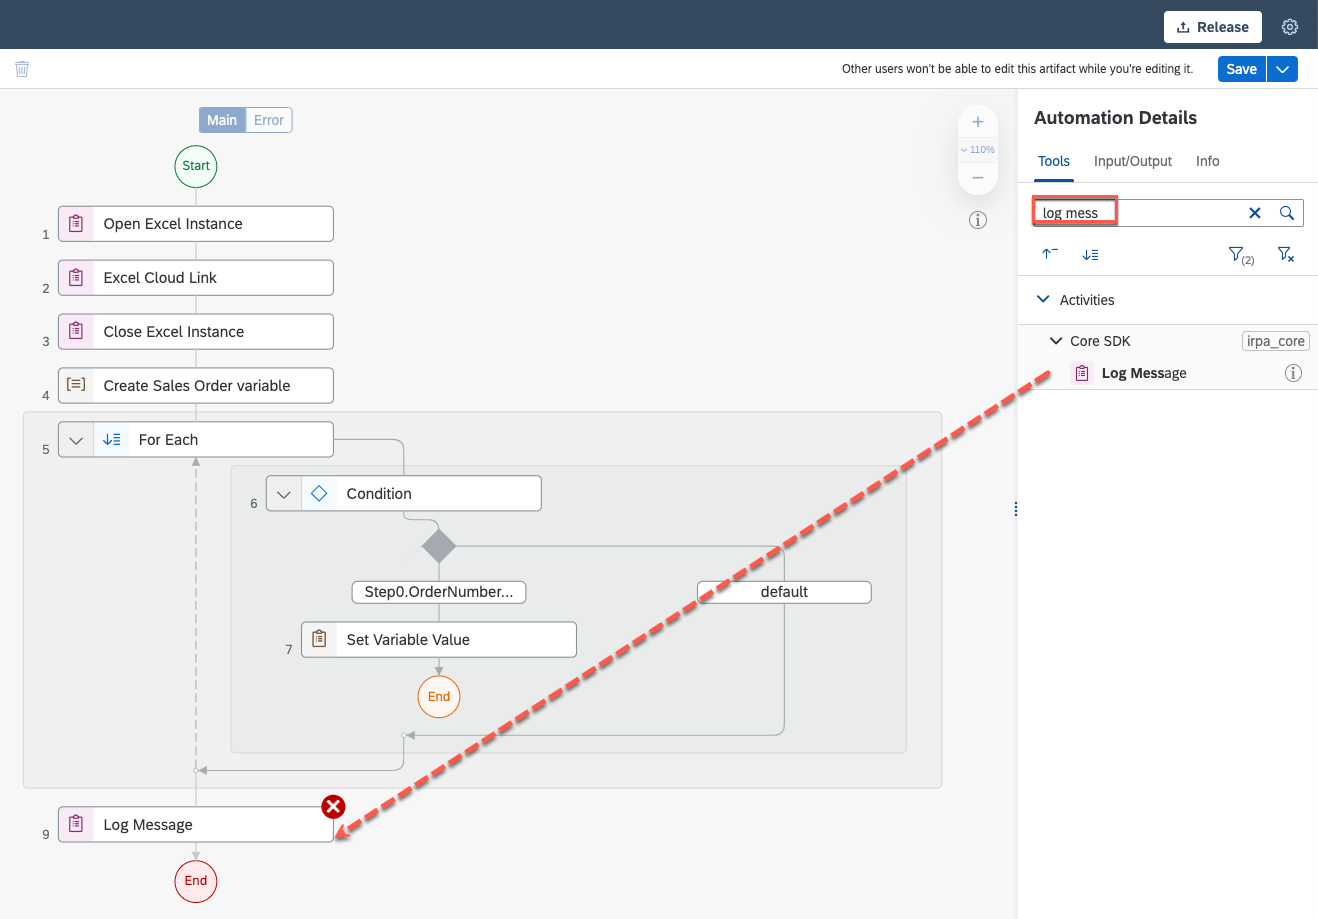 Release
Other users won't be able to edit this artifact while you're editing it.
Save
Main
Error
Start
1
Open Excel Instance
2
Excel Cloud Link
3
Close Excel Instance
4
Create Sales Order variable
5
For Each
6
Condition
Step0.OrderNumber...
default
7
Set Variable Value
End
9
Log Message
End
110%
Automation Details
Tools
Input/Output
Info
log mess
(2)
Activities
Core SDK
irpa_core
Log Message